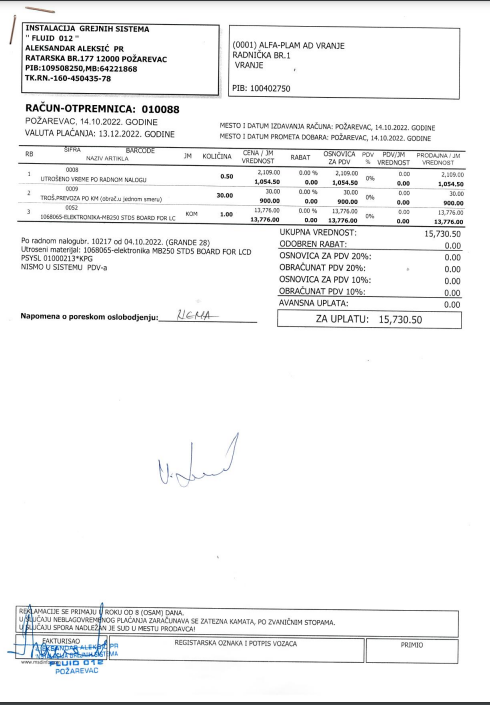 INSTALACIJA GREJNIH SISTEMA
" FLUID 012 "
ALEKSANDAR ALEKSIĆ PR
RATARSKA BR.177 12000 POŽAREVAC
PIB:109508250,MB:64221868
TK.RN.-160-450435-78
(0001) ALFA-PLAM AD VRANJE
RADNIČKA BR.1
VRANJE
PIB: 100402750
RAČUN-OTPREMNICA: 010088
POŽAREVAC, 14.10.2022. GODINE
VALUTA PLAĆANJA: 13.12.2022. GODINE
MESTO I DATUM IZDAVANJA RAČUNA: POŽAREVAC, 14.10.2022. GODINE
MESTO I DATUM PROMETA DOBARA: POŽAREVAC, 14.10.2022. GODINE
RB ŠIFRA BARCODE NAZIV ARTIKLA JM KOLIČINA CENA / JM VREDNOST RABAT OSNOVICA ZA PDV PDV % PDV/JM VREDNOST PRODAJNA / JM VREDNOST
1 0008 2,109.00 0.00 % 2,109.00 0.00 2,109.00
UTROŠENO VREME PO RADNOM NALOGU 0.50 1,054.50 0.00 1,054.50 0% 0.00 1,054.50
2 0009 30.00 0.00 % 30.00 0.00 30.00
TROŠ.PREVOZA PO KM (obrač.u jednom smeru) 30.00 900.00 0.00 900.00 0% 0.00 900.00
3 0052 13,776.00 0.00 % 13,776.00 0.00 13,776.00
1068065-ELEKTRONIKA-MB250 STDS BOARD FOR LC KOM 1.00 13,776.00 0.00 13,776.00 0% 0.00 13,776.00
Po radnom nalogubr. 10217 od 04.10.2022. (GRANDE 28)
Utroseni materijal: 1068065-elektronika MB250 STDS BOARD FOR LCD
PSYSL 01000213*KPG
NISMO U SISTEMU PDV-a
UKUPNA VREDNOST: 15,730.50
ODOBREN RABAT: 0.00
OSNOVICA ZA PDV 20%: 0.00
OBRAČUNAT PDV 20%: 0.00
OSNOVICA ZA PDV 10%: 0.00
OBRAČUNAT PDV 10%: 0.00
AVANSNA UPLATA: 0.00
Napomena o poreskom oslobodjenju: NEMA
ZA UPLATU: 15,730.50
REKLAMACIJE SE PRIMAJU U ROKU OD 8 (OSAM) DANA.
U SLUČAJU NEBLAGOVREMENOG PLAĆANJA ZARAČUNAVA SE ZATEZNA KAMATA, PO ZVANIČNIM STOPAMA.
U SLUČAJU SPORA NADLEŽAN JE SUD U MESTU PRODAVCA!
FAKTURISAO
REGISTARSKA OZNAKA I POTPIS VOZACA
PRIMIO
ALEKSANDAR ALEKSIĆ PR
FLUID 012
POŽAREVAC